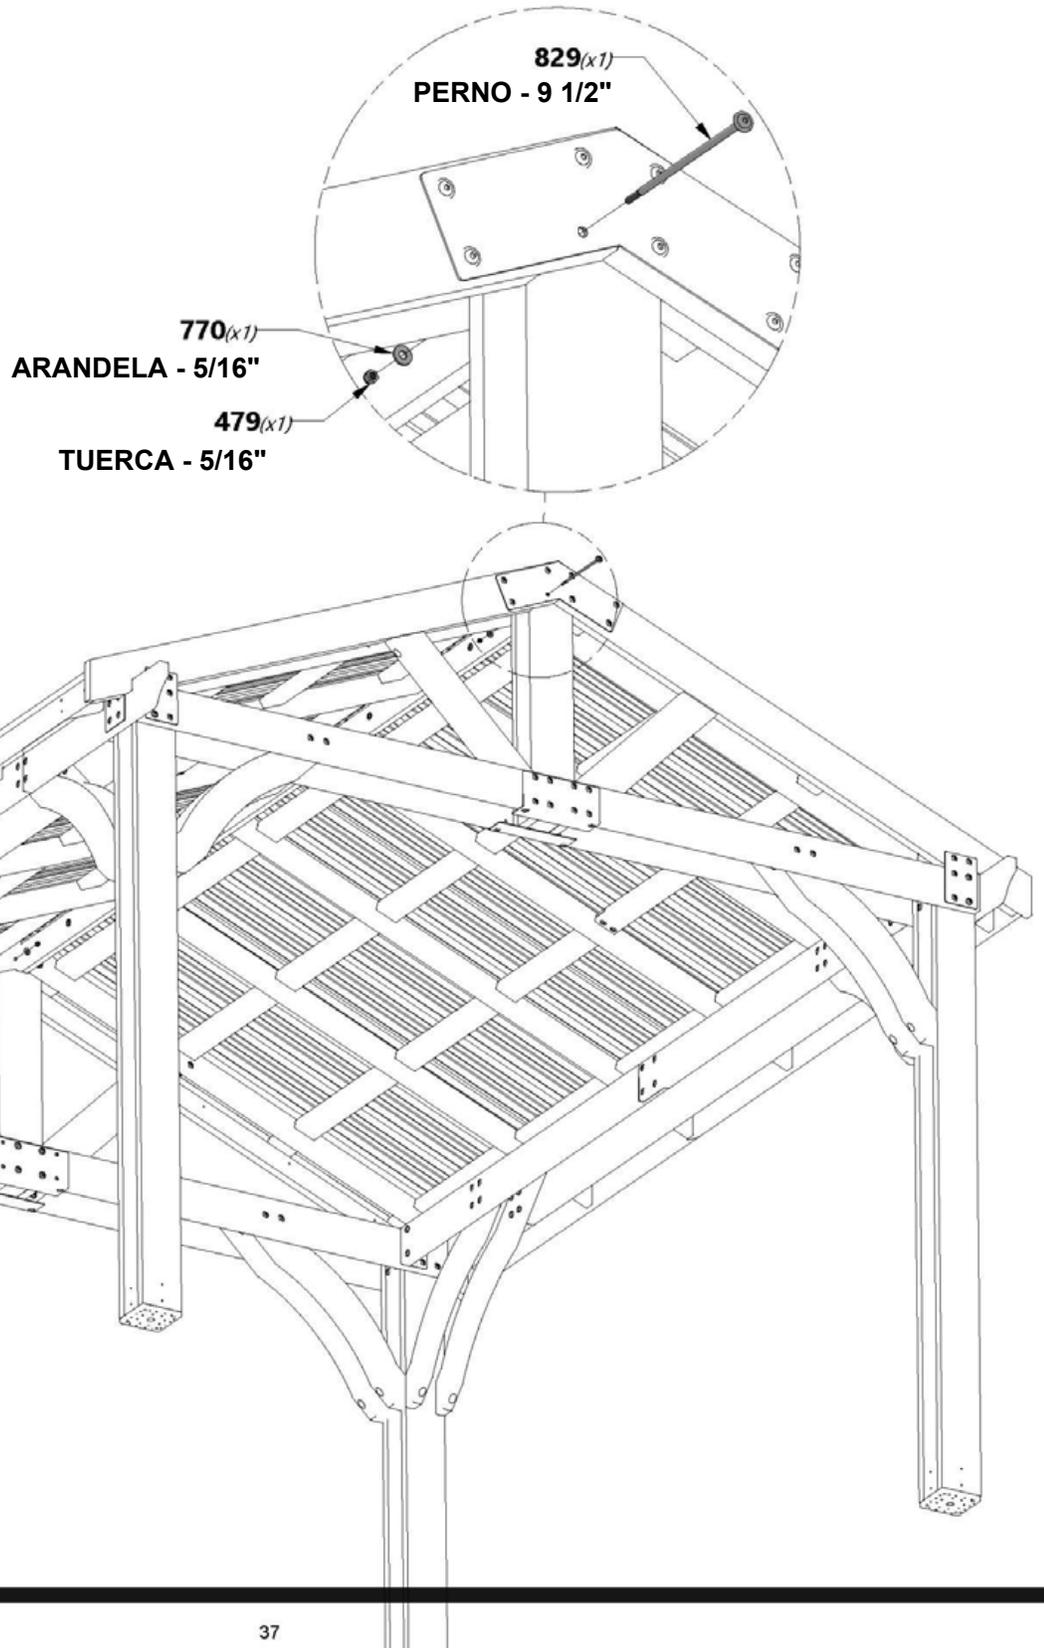 829(x1)
PERNO - 9 1/2"
770(x1)
ARANDELA - 5/16"
479(x1)
TUERCA - 5/16"
37